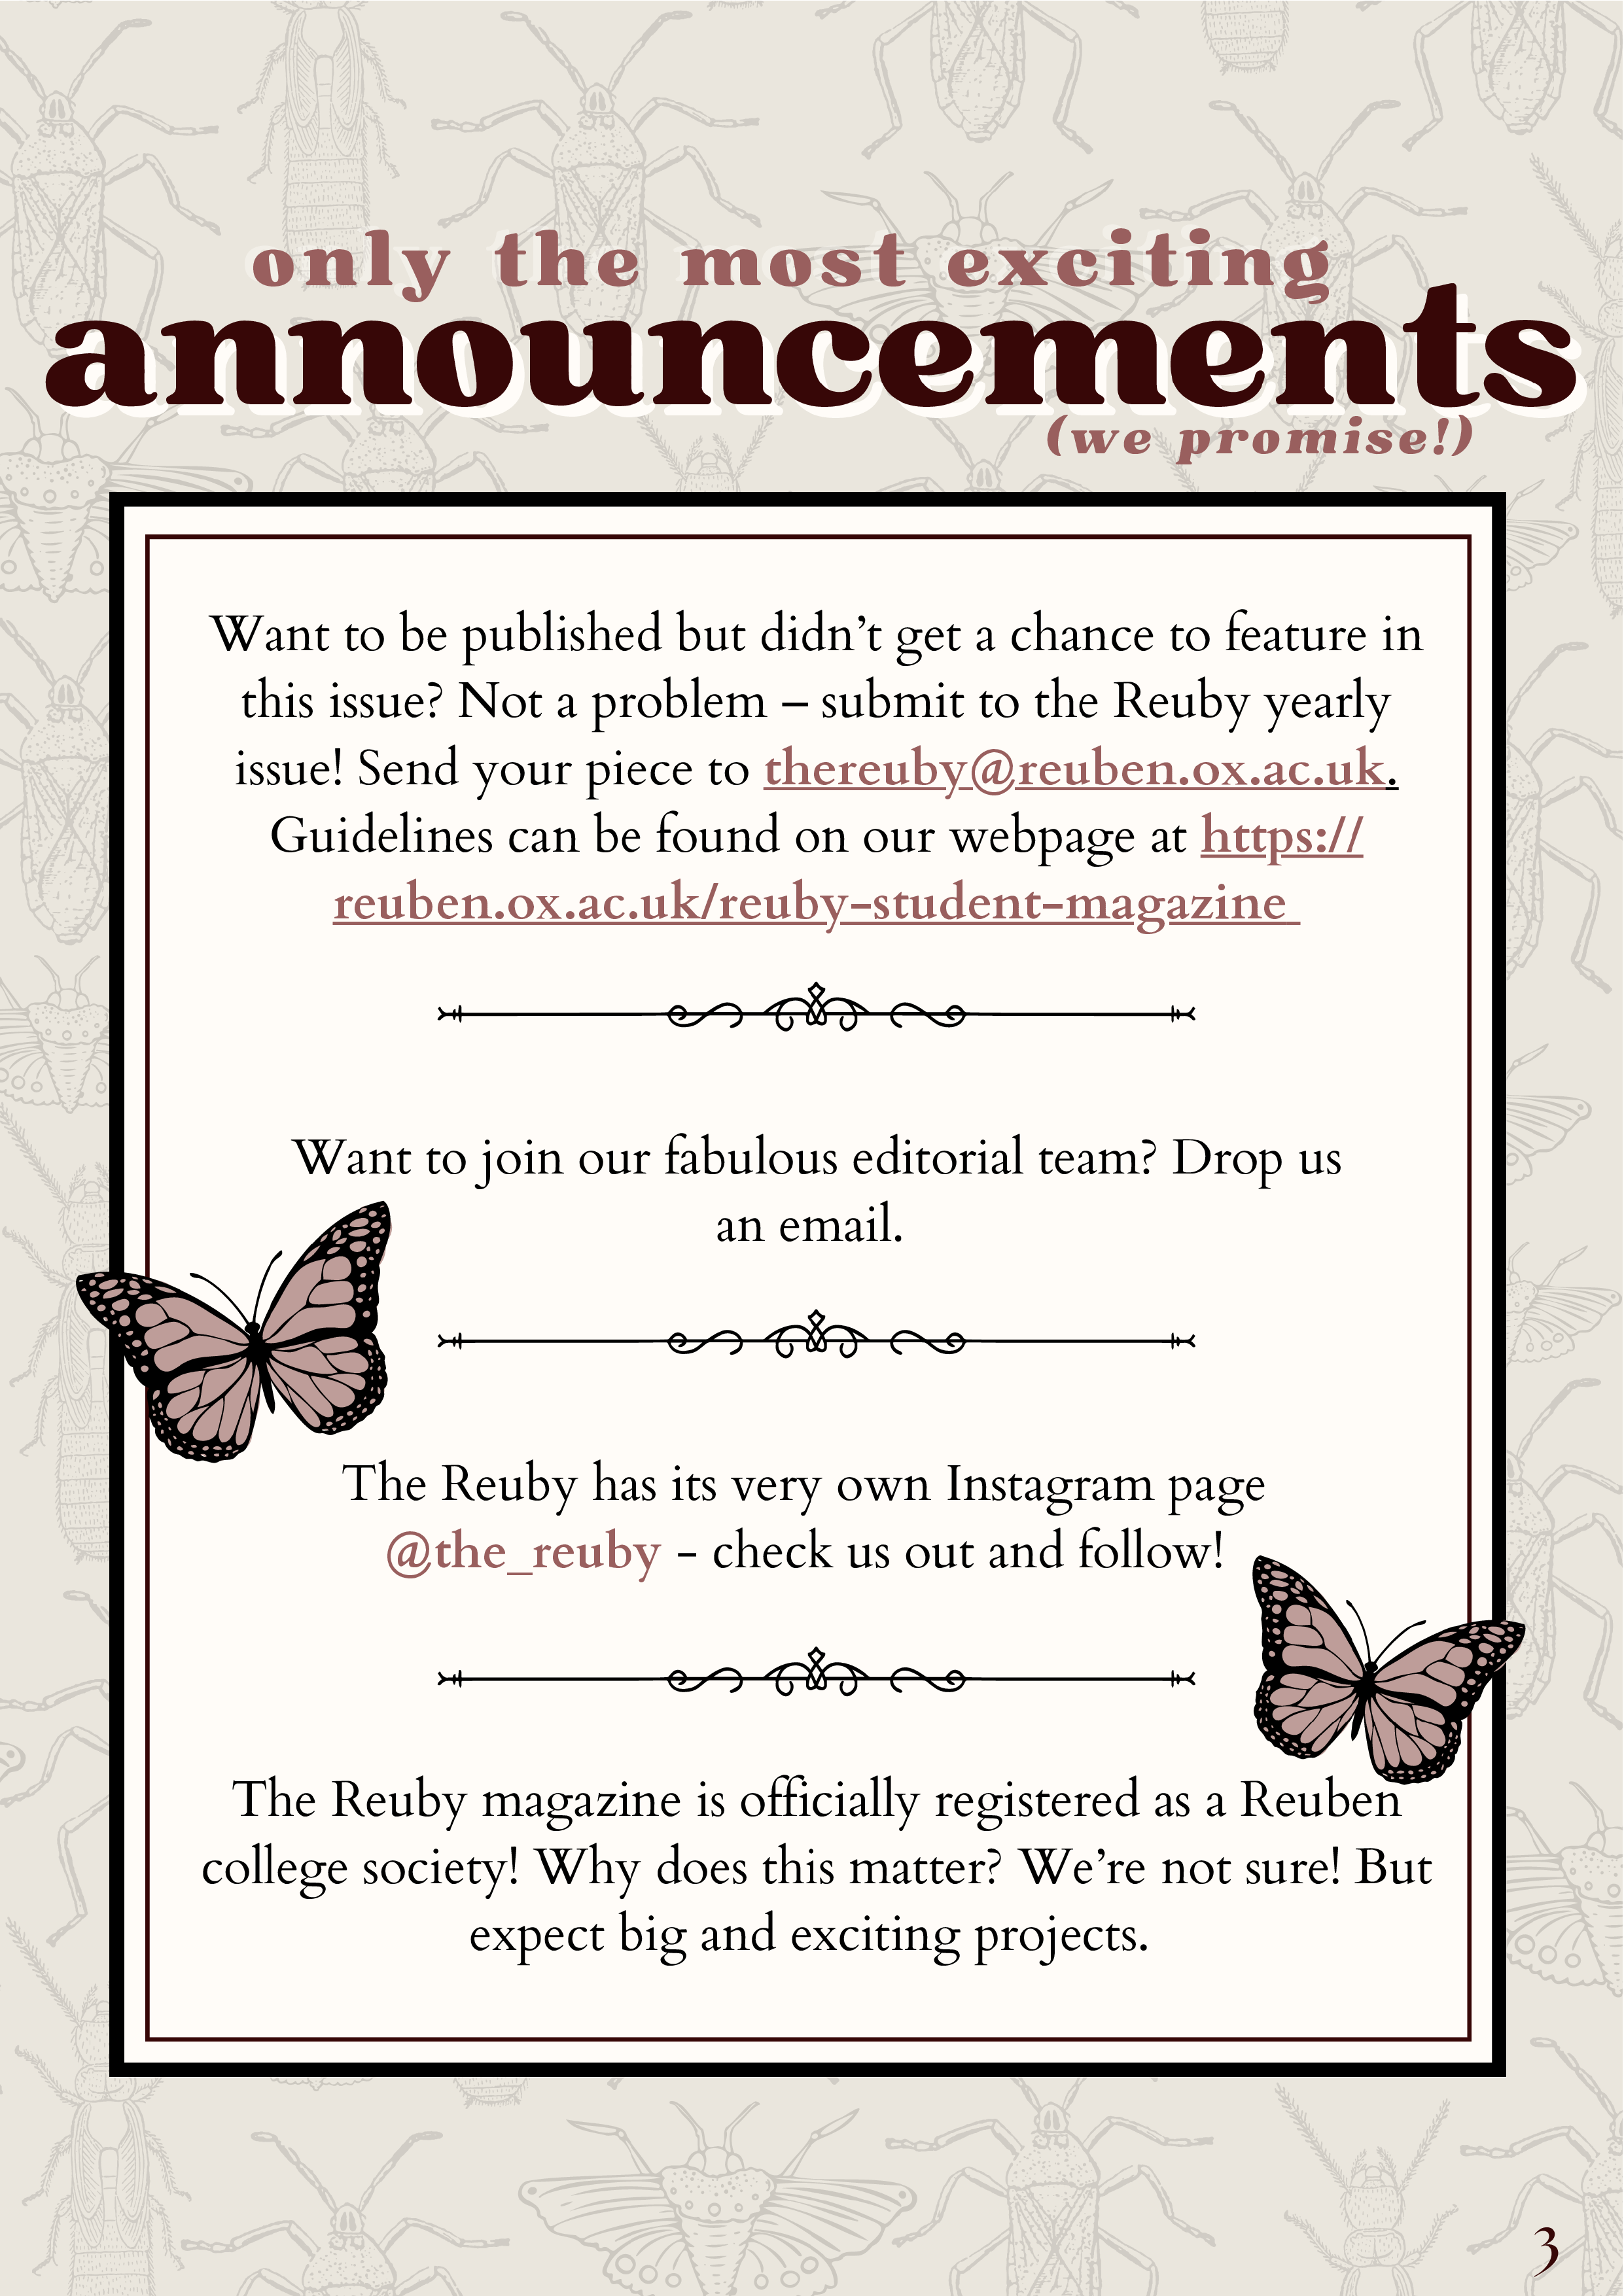 only the most exciting
announcements
(we promise!)
Want to be published but didn’t get a chance to feature in
this issue? Not a problem – submit to the Reuby yearly
issue! Send your piece to thereuby@reuben.ox.ac.uk.
Guidelines can be found on our webpage at https://
reuben.ox.ac.uk/reuby-student-magazine
Want to join our fabulous editorial team? Drop us
an email.
The Reuby has its very own Instagram page
@the_reuby - check us out and follow!
The Reuby magazine is officially registered as a Reuben
college society! Why does this matter? We’re not sure! But
expect big and exciting projects.
3